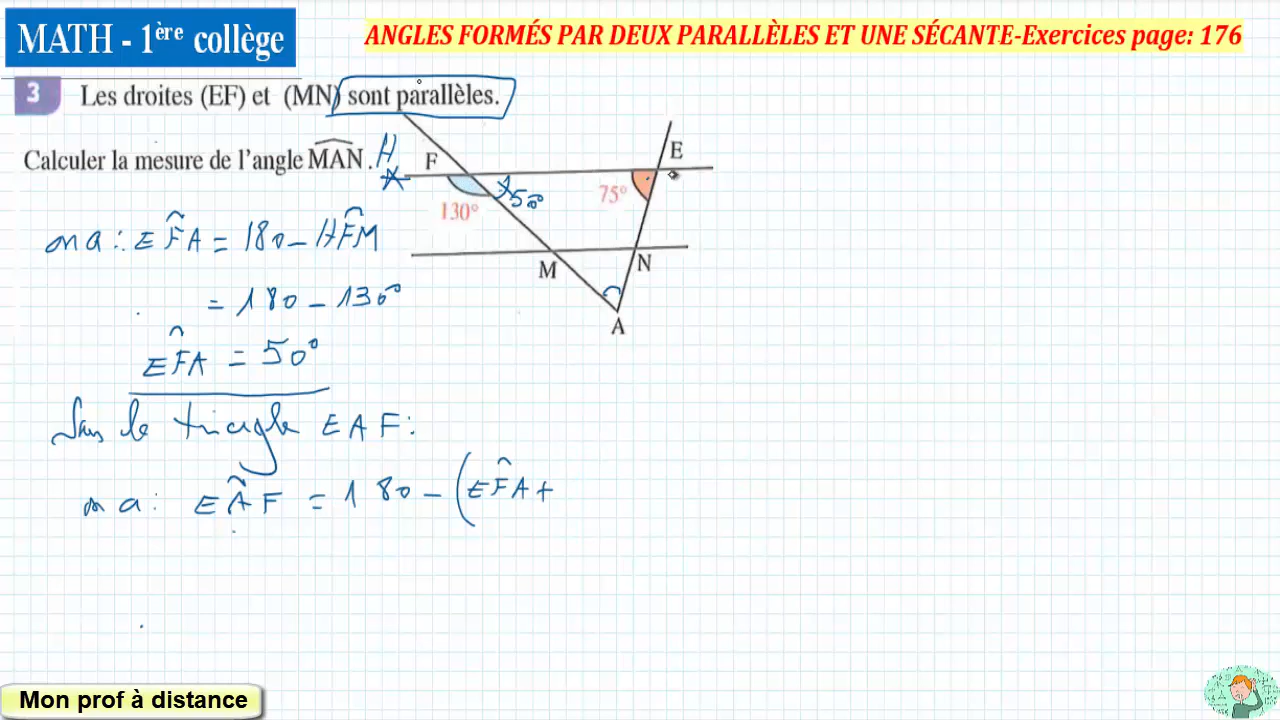 MATH - 1ère collège
ANGLES FORMÉS PAR DEUX PARALLÈLES ET UNE SÉCANTE-Exercices page: 176
3 Les droites (EF) et (MN) sont parallèles.
Calculer la mesure de l'angle M̂AN.
H
F
E
130°
50°
75°
M
N
A
on a : EF̂A = 180 - HF̂M
= 180 - 130°
EF̂A = 50°
Dans le triangle EAF:
on a: EÂF = 180 - (EF̂A +
Mon prof à distance